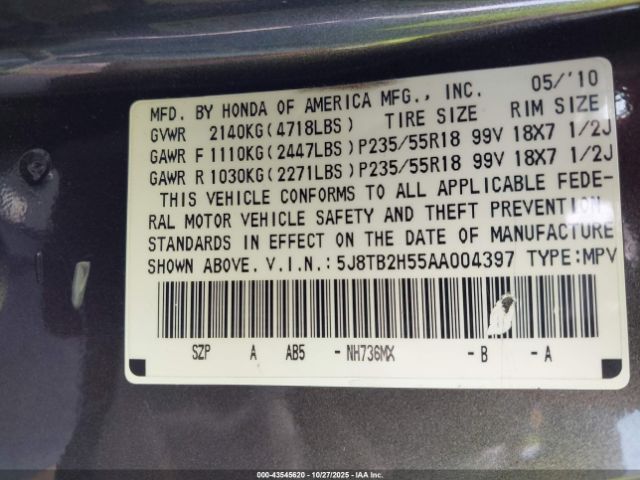 MFD. BY HONDA OF AMERICA MFG., INC. 05/'10
GVWR 2140KG(4718LBS) TIRE SIZE RIM SIZE
GAWR F 1110KG(2447LBS)P235/55R18 99V 18X7 1/2J
GAWR R 1030KG(2271LBS)P235/55R18 99V 18X7 1/2J
THIS VEHICLE CONFORMS TO ALL APPLICABLE FEDE-
RAL MOTOR VEHICLE SAFETY AND THEFT PREVENTION
STANDARDS IN EFFECT ON THE DATE OF MANUFACTURE
SHOWN ABOVE. V.I.N.:5J8TB2H55AA004397 TYPE:MPV
SZP A AB5 -NH736MX -B -A
000-43545620 | 10/27/2025 | IAA Inc.